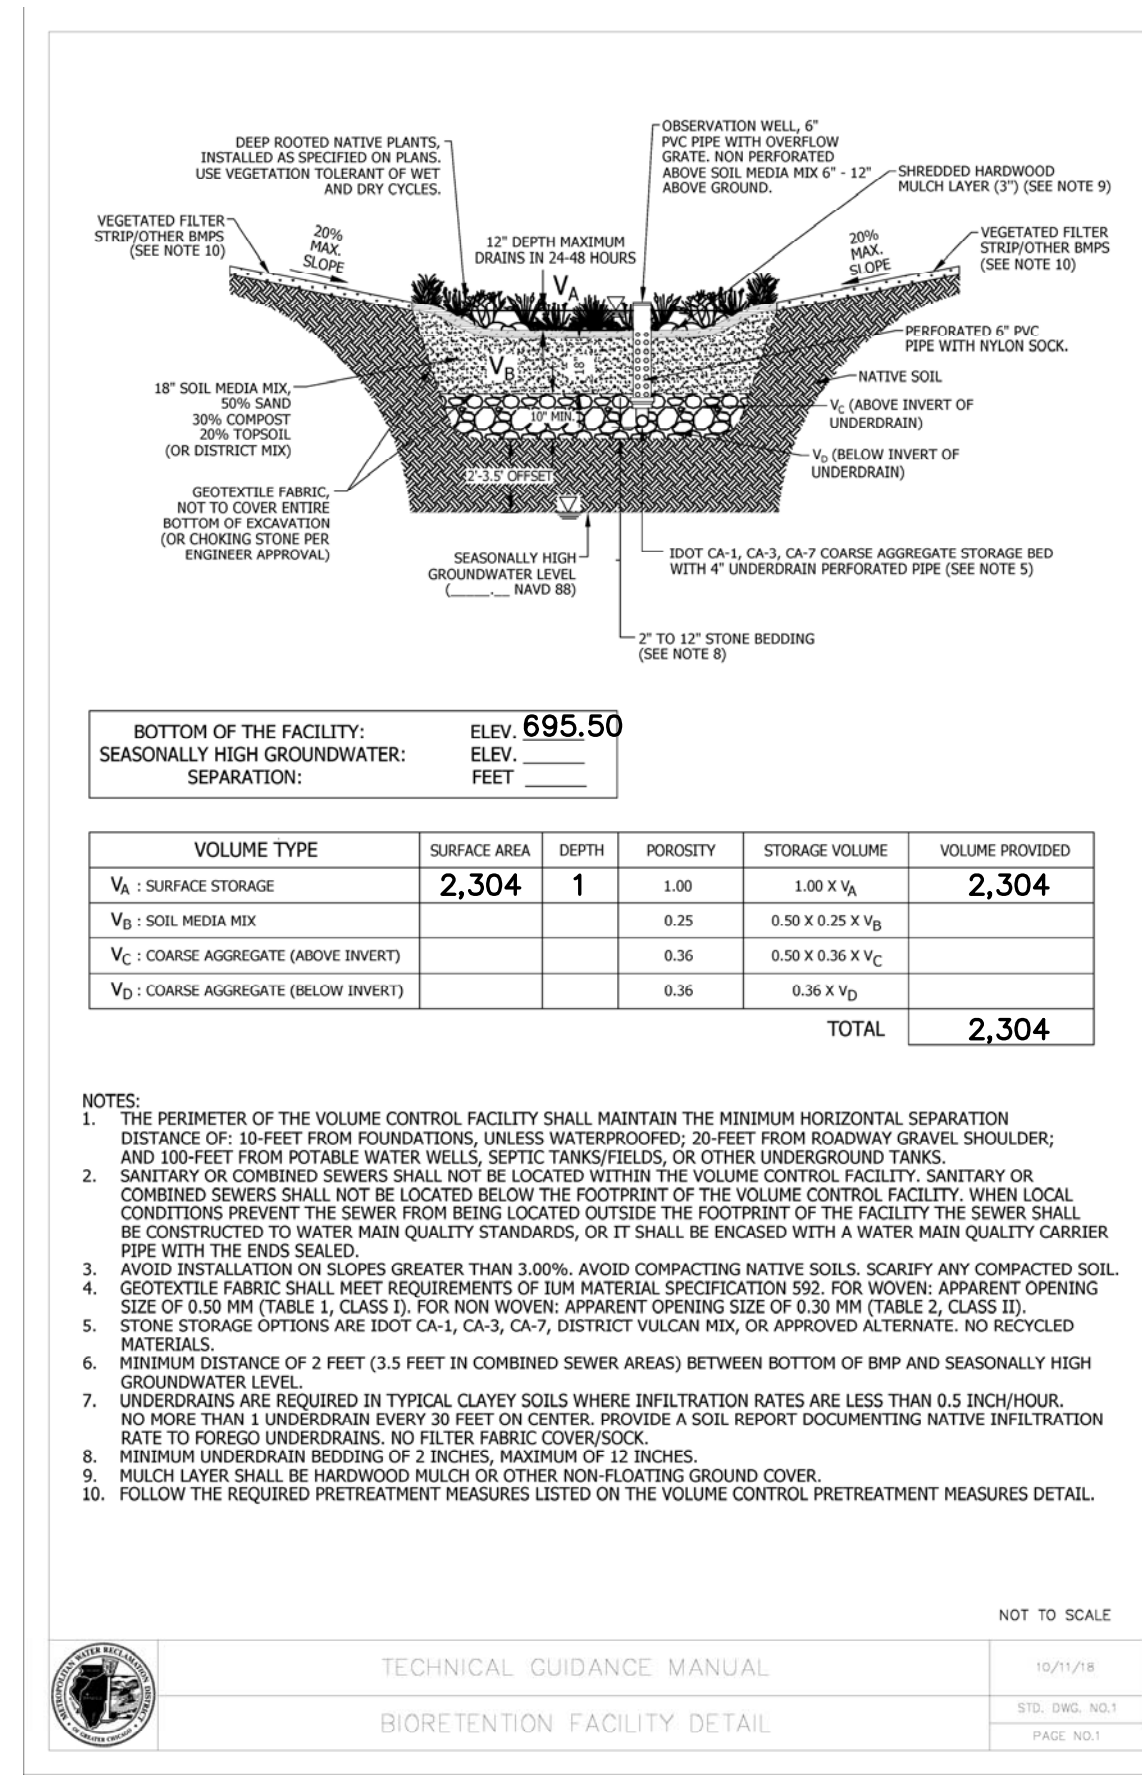 DEEP ROOTED NATIVE PLANTS,
INSTALLED AS SPECIFIED ON PLANS.
USE VEGETATION TOLERANT OF WET
AND DRY CYCLES.
OBSERVATION WELL, 6"
PVC PIPE WITH OVERFLOW
GRATE. NON PERFORATED
ABOVE SOIL MEDIA MIX 6" - 12"
ABOVE GROUND.
SHREDDED HARDWOOD
MULCH LAYER (3") (SEE NOTE 9)
VEGETATED FILTER
STRIP/OTHER BMPS
(SEE NOTE 10)
20%
MAX.
SLOPE
12" DEPTH MAXIMUM
DRAINS IN 24-48 HOURS
20%
MAX.
SLOPE
VEGETATED FILTER
STRIP/OTHER BMPS
(SEE NOTE 10)
VA
PERFORATED 6" PVC
PIPE WITH NYLON SOCK.
VB
18"
NATIVE SOIL
18" SOIL MEDIA MIX,
50% SAND
30% COMPOST
20% TOPSOIL
(OR DISTRICT MIX)
10" MIN.
VC (ABOVE INVERT OF
UNDERDRAIN)
VD (BELOW INVERT OF
UNDERDRAIN)
2'-3.5' OFFSET
GEOTEXTILE FABRIC,
NOT TO COVER ENTIRE
BOTTOM OF EXCAVATION
(OR CHOKING STONE PER
ENGINEER APPROVAL)
SEASONALLY HIGH
GROUNDWATER LEVEL
(_____.__ NAVD 88)
IDOT CA-1, CA-3, CA-7 COARSE AGGREGATE STORAGE BED
WITH 4" UNDERDRAIN PERFORATED PIPE (SEE NOTE 5)
2" TO 12" STONE BEDDING
(SEE NOTE 8)
BOTTOM OF THE FACILITY: ELEV. 695.50
SEASONALLY HIGH GROUNDWATER: ELEV. ______
SEPARATION: FEET ______
VOLUME TYPE SURFACE AREA DEPTH POROSITY STORAGE VOLUME VOLUME PROVIDED
VA : SURFACE STORAGE 2,304 1 1.00 1.00 X VA 2,304
VB : SOIL MEDIA MIX 0.25 0.50 X 0.25 X VB
VC : COARSE AGGREGATE (ABOVE INVERT) 0.36 0.50 X 0.36 X VC
VD : COARSE AGGREGATE (BELOW INVERT) 0.36 0.36 X VD
TOTAL 2,304
NOTES:
1. THE PERIMETER OF THE VOLUME CONTROL FACILITY SHALL MAINTAIN THE MINIMUM HORIZONTAL SEPARATION
DISTANCE OF: 10-FEET FROM FOUNDATIONS, UNLESS WATERPROOFED; 20-FEET FROM ROADWAY GRAVEL SHOULDER;
AND 100-FEET FROM POTABLE WATER WELLS, SEPTIC TANKS/FIELDS, OR OTHER UNDERGROUND TANKS.
2. SANITARY OR COMBINED SEWERS SHALL NOT BE LOCATED WITHIN THE VOLUME CONTROL FACILITY. SANITARY OR
COMBINED SEWERS SHALL NOT BE LOCATED BELOW THE FOOTPRINT OF THE VOLUME CONTROL FACILITY. WHEN LOCAL
CONDITIONS PREVENT THE SEWER FROM BEING LOCATED OUTSIDE THE FOOTPRINT OF THE FACILITY THE SEWER SHALL
BE CONSTRUCTED TO WATER MAIN QUALITY STANDARDS, OR IT SHALL BE ENCASED WITH A WATER MAIN QUALITY CARRIER
PIPE WITH THE ENDS SEALED.
3. AVOID INSTALLATION ON SLOPES GREATER THAN 3.00%. AVOID COMPACTING NATIVE SOILS. SCARIFY ANY COMPACTED SOIL.
4. GEOTEXTILE FABRIC SHALL MEET REQUIREMENTS OF IUM MATERIAL SPECIFICATION 592. FOR WOVEN: APPARENT OPENING
SIZE OF 0.50 MM (TABLE 1, CLASS I). FOR NON WOVEN: APPARENT OPENING SIZE OF 0.30 MM (TABLE 2, CLASS II).
5. STONE STORAGE OPTIONS ARE IDOT CA-1, CA-3, CA-7, DISTRICT VULCAN MIX, OR APPROVED ALTERNATE. NO RECYCLED
MATERIALS.
6. MINIMUM DISTANCE OF 2 FEET (3.5 FEET IN COMBINED SEWER AREAS) BETWEEN BOTTOM OF BMP AND SEASONALLY HIGH
GROUNDWATER LEVEL.
7. UNDERDRAINS ARE REQUIRED IN TYPICAL CLAYEY SOILS WHERE INFILTRATION RATES ARE LESS THAN 0.5 INCH/HOUR.
NO MORE THAN 1 UNDERDRAIN EVERY 30 FEET ON CENTER. PROVIDE A SOIL REPORT DOCUMENTING NATIVE INFILTRATION
RATE TO FOREGO UNDERDRAINS. NO FILTER FABRIC COVER/SOCK.
8. MINIMUM UNDERDRAIN BEDDING OF 2 INCHES, MAXIMUM OF 12 INCHES.
9. MULCH LAYER SHALL BE HARDWOOD MULCH OR OTHER NON-FLOATING GROUND COVER.
10. FOLLOW THE REQUIRED PRETREATMENT MEASURES LISTED ON THE VOLUME CONTROL PRETREATMENT MEASURES DETAIL.
NOT TO SCALE
METROPOLITAN WATER RECLAMATION DISTRICT
OF GREATER CHICAGO
TECHNICAL GUIDANCE MANUAL
10/11/18
BIORETENTION FACILITY DETAIL
STD. DWG. NO.1
PAGE NO.1